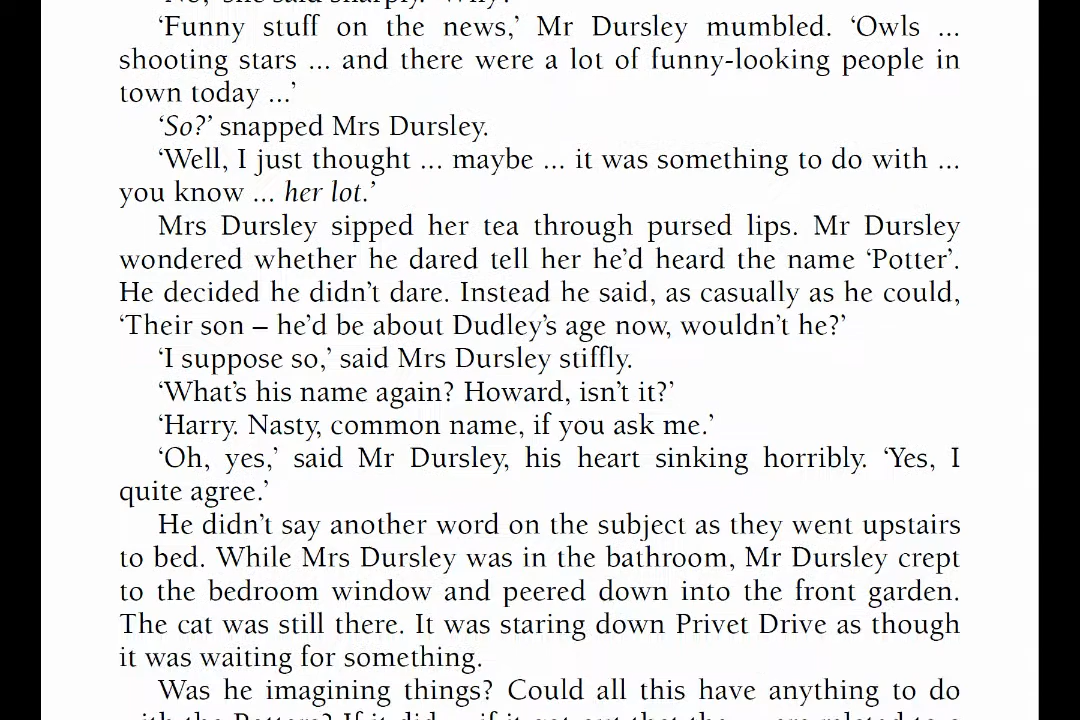 ‘Funny stuff on the news,’ Mr Dursley mumbled. ‘Owls ...
shooting stars ... and there were a lot of funny-looking people in
town today ...’
‘So?’ snapped Mrs Dursley.
‘Well, I just thought ... maybe ... it was something to do with ...
you know ... her lot.’
Mrs Dursley sipped her tea through pursed lips. Mr Dursley
wondered whether he dared tell her he’d heard the name ‘Potter’.
He decided he didn’t dare. Instead he said, as casually as he could,
‘Their son – he’d be about Dudley’s age now, wouldn’t he?’
‘I suppose so,’ said Mrs Dursley stiffly.
‘What’s his name again? Howard, isn’t it?’
‘Harry. Nasty, common name, if you ask me.’
‘Oh, yes,’ said Mr Dursley, his heart sinking horribly. ‘Yes, I
quite agree.’
He didn’t say another word on the subject as they went upstairs
to bed. While Mrs Dursley was in the bathroom, Mr Dursley crept
to the bedroom window and peered down into the front garden.
The cat was still there. It was staring down Privet Drive as though
it was waiting for something.
Was he imagining things? Could all this have anything to do